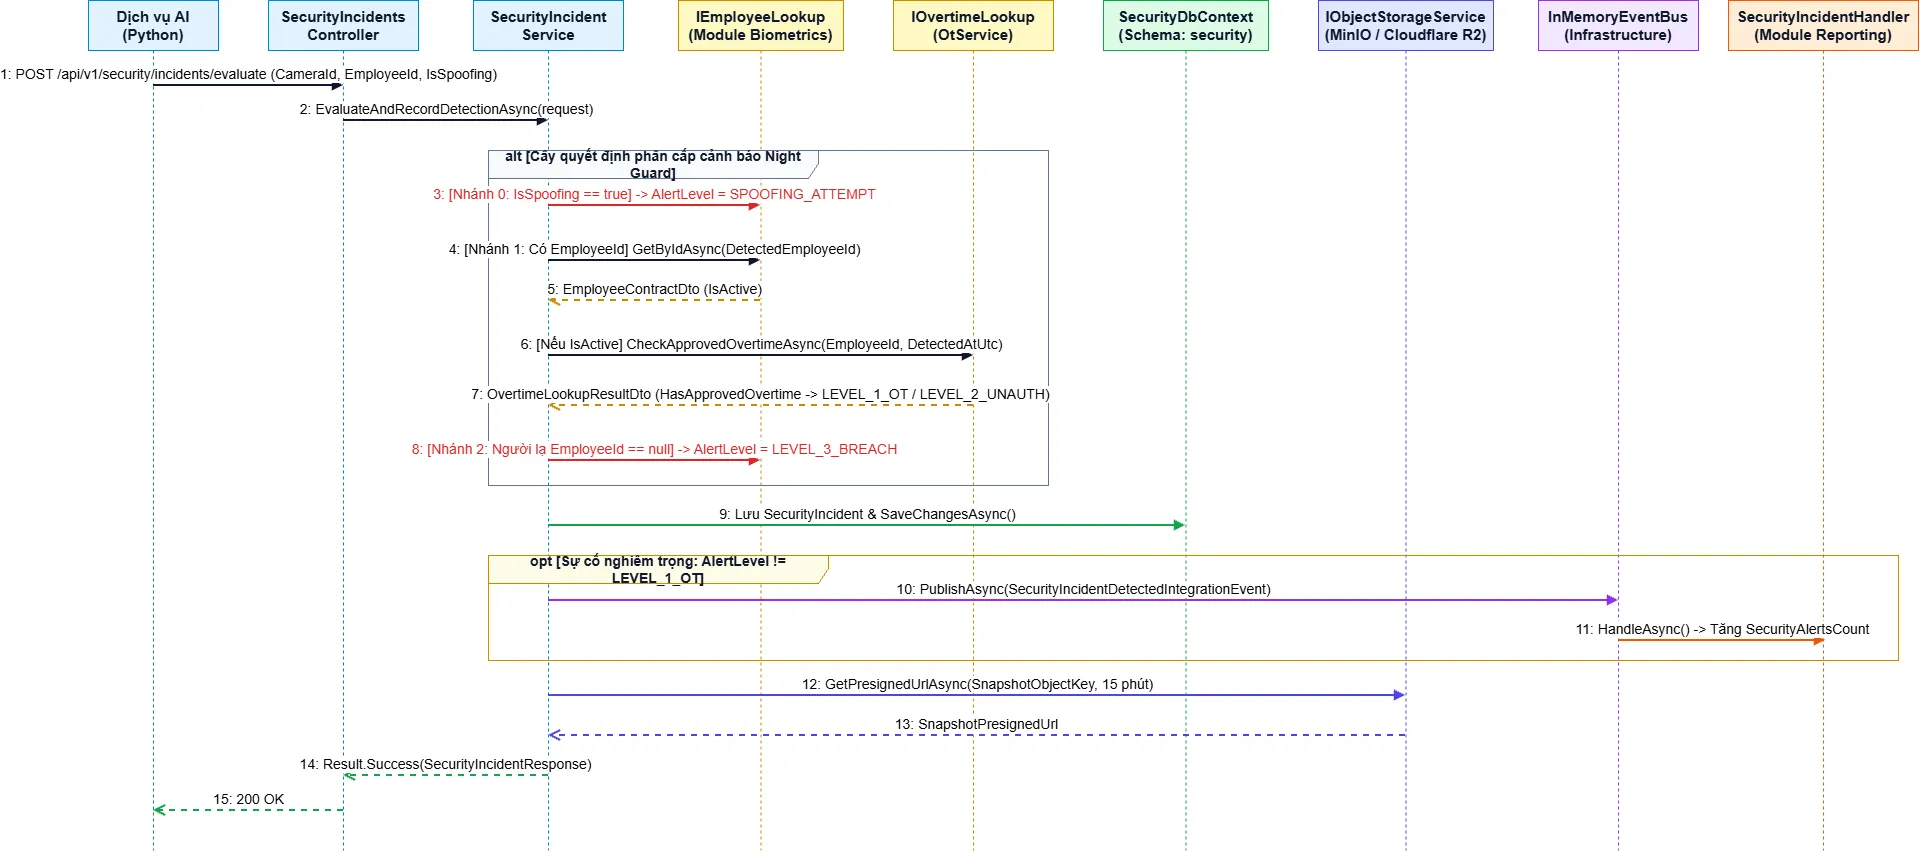 Dịch vụ AI
(Python)
SecurityIncidents
Controller
SecurityIncident
Service
IEmployeeLookup
(Module Biometrics)
IOvertimeLookup
(OtService)
SecurityDbContext
(Schema: security)
IObjectStorageService
(MinIO / Cloudflare R2)
InMemoryEventBus
(Infrastructure)
SecurityIncidentHandler
(Module Reporting)
1: POST /api/v1/security/incidents/evaluate (CameraId, EmployeeId, IsSpoofing)
2: EvaluateAndRecordDetectionAsync(request)
alt [Cây quyết định phân cấp cảnh báo Night
Guard]
3: [Nhánh 0: IsSpoofing == true] -> AlertLevel = SPOOFING_ATTEMPT
4: [Nhánh 1: Có EmployeeId] GetByIdAsync(DetectedEmployeeId)
5: EmployeeContractDto (IsActive)
6: [Nếu IsActive] CheckApprovedOvertimeAsync(EmployeeId, DetectedAtUtc)
7: OvertimeLookupResultDto (HasApprovedOvertime -> LEVEL_1_OT / LEVEL_2_UNAUTH)
8: [Nhánh 2: Người lạ EmployeeId == null] -> AlertLevel = LEVEL_3_BREACH
9: Lưu SecurityIncident & SaveChangesAsync()
opt [Sự cố nghiêm trọng: AlertLevel !=
LEVEL_1_OT]
10: PublishAsync(SecurityIncidentDetectedIntegrationEvent)
11: HandleAsync() -> Tăng SecurityAlertsCount
12: GetPresignedUrlAsync(SnapshotObjectKey, 15 phút)
13: SnapshotPresignedUrl
14: Result.Success(SecurityIncidentResponse)
15: 200 OK